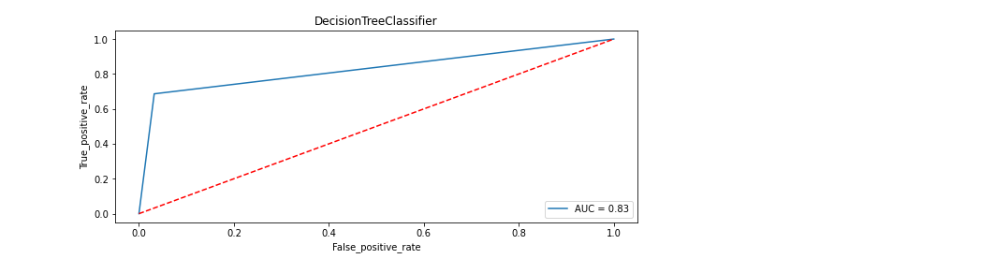 DecisionTreeClassifier
1.0
0.8
0.6
0.4
0.2
0.0
True_positive_rate
AUC = 0.83
0.0 0.2 0.4 0.6 0.8 1.0
False_positive_rate